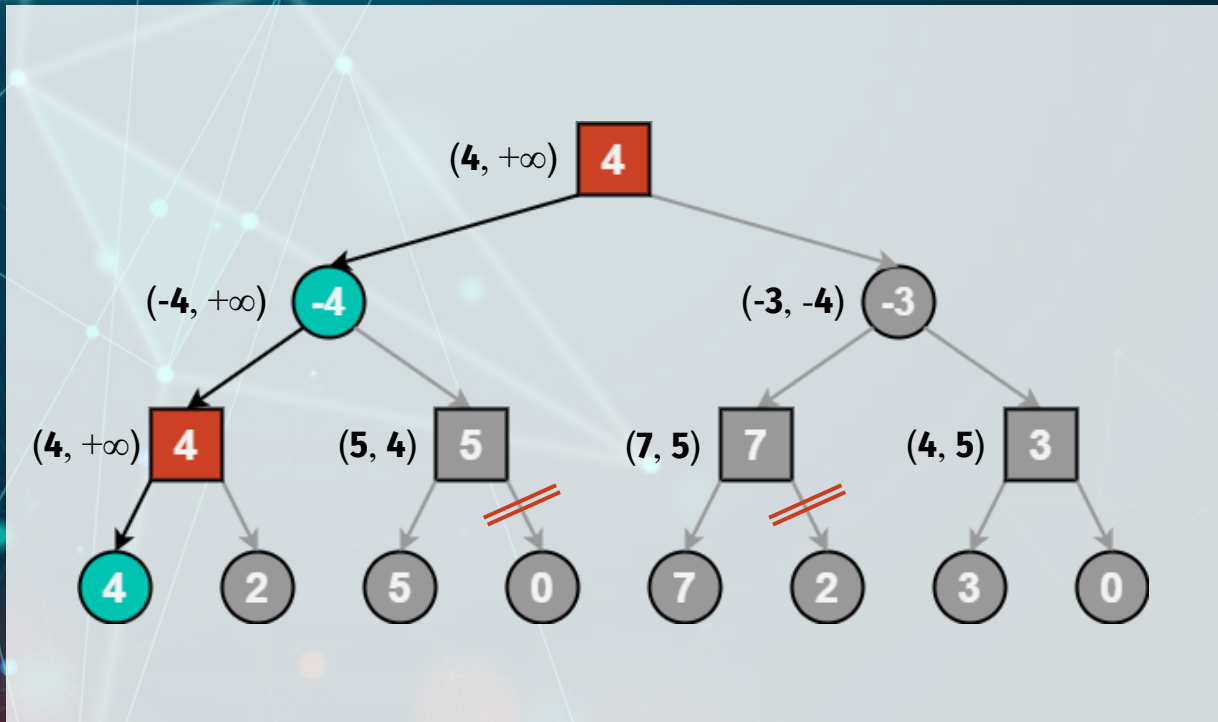 (4, +∞) 4
(-4, +∞) -4 (-3, -4) -3
(4, +∞) 4 (5, 4) 5 (7, 5) 7 (4, 5) 3
4 2 5 0 7 2 3 0